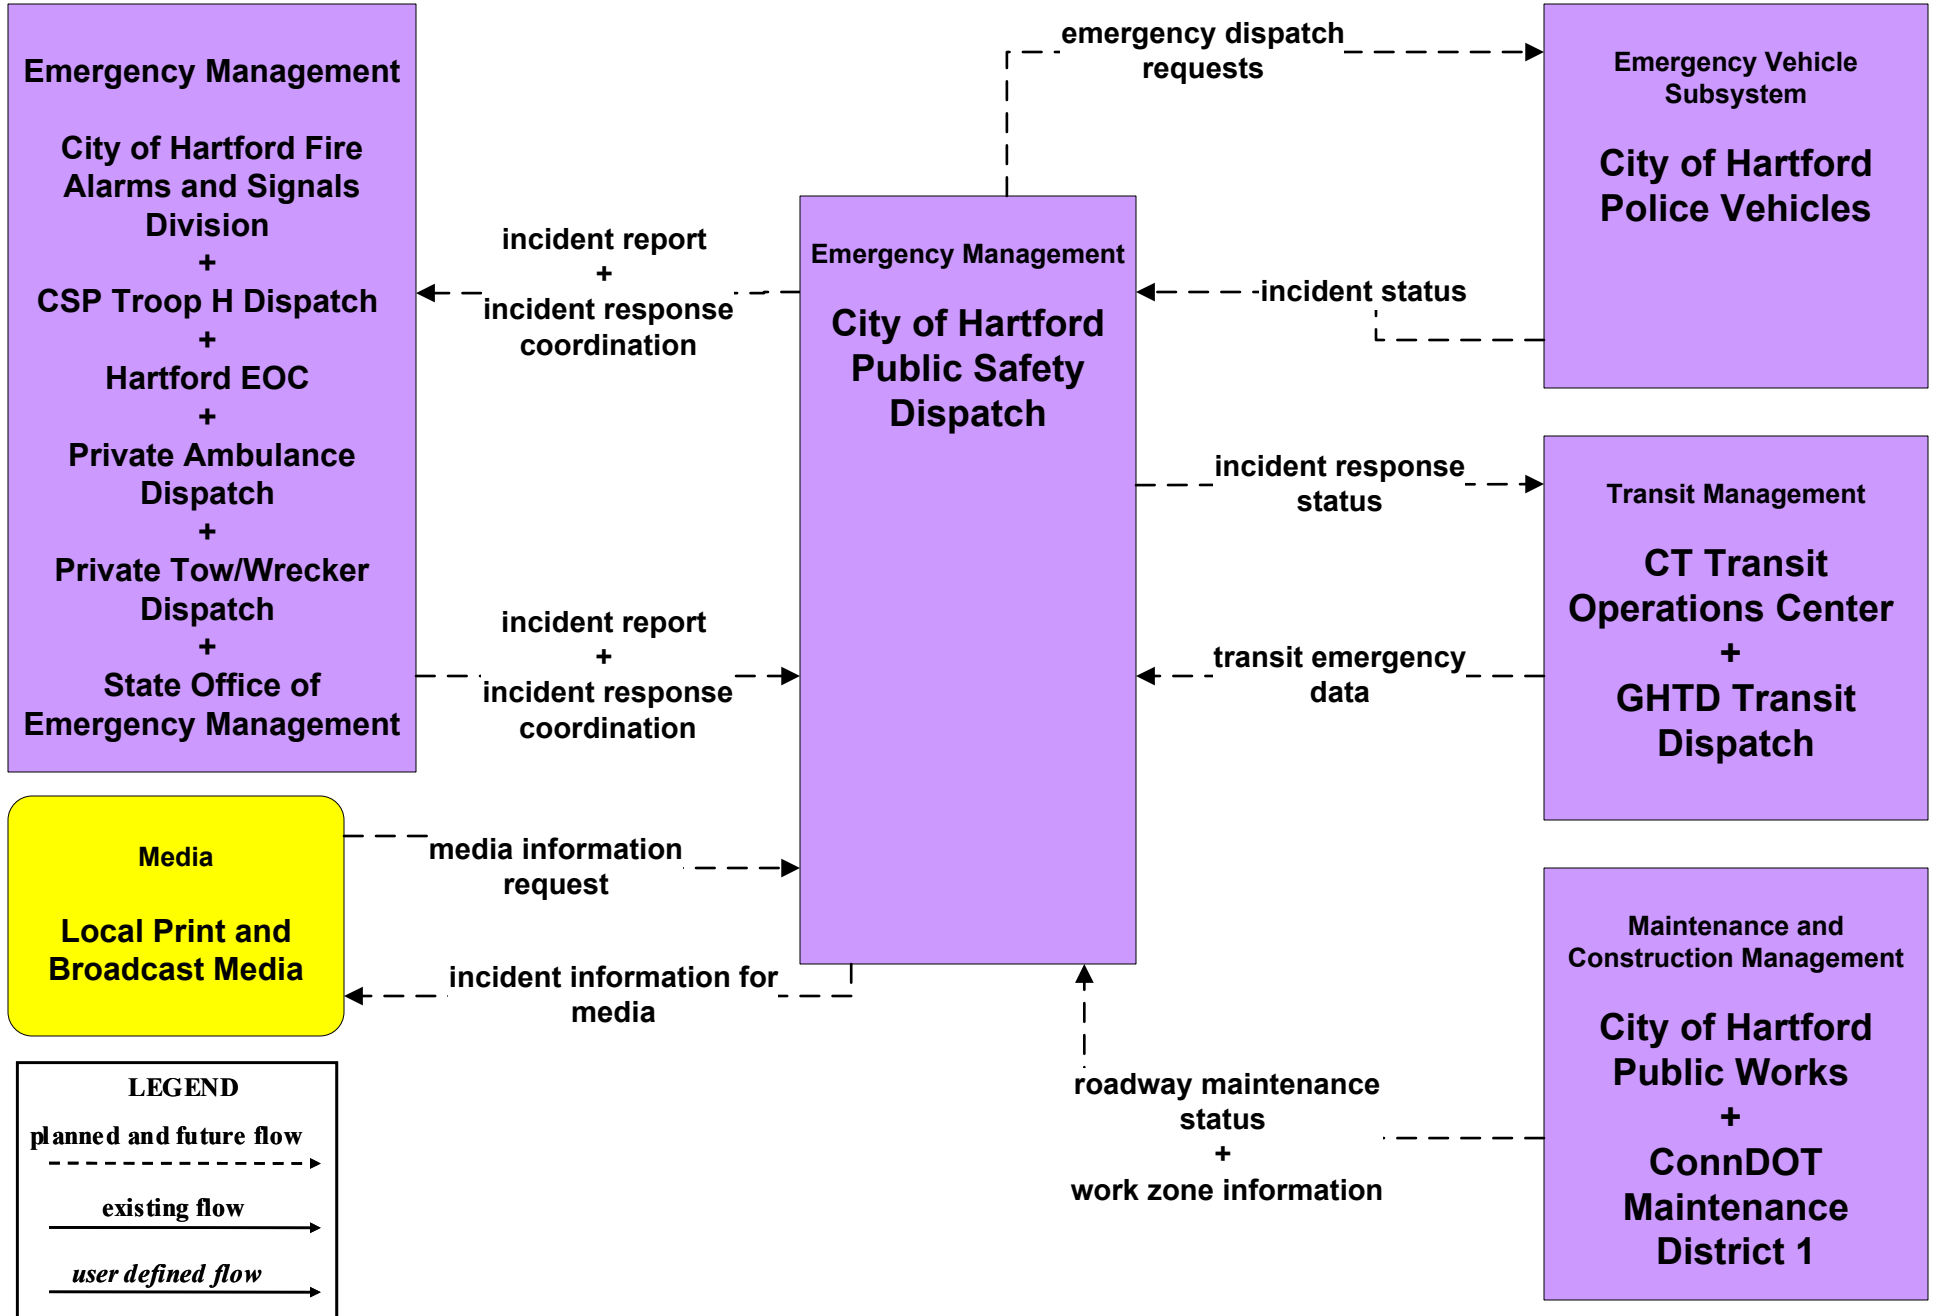 Emergency Management
City of Hartford Fire
Alarms and Signals
Division
+
CSP Troop H Dispatch
+
Hartford EOC
+
Private Ambulance
Dispatch
+
Private Tow/Wrecker
Dispatch
+
State Office of
Emergency Management
incident report
+
incident response
coordination
incident report
+
incident response
coordination
Media
Local Print and
Broadcast Media
media information
request
incident information for
media
Emergency Management
City of Hartford
Public Safety
Dispatch
emergency dispatch
requests
incident status
incident response
status
transit emergency
data
roadway maintenance
status
+
work zone information
Emergency Vehicle
Subsystem
City of Hartford
Police Vehicles
Transit Management
CT Transit
Operations Center
+
GHTD Transit
Dispatch
Maintenance and
Construction Management
City of Hartford
Public Works
+
ConnDOT
Maintenance
District 1
LEGEND
planned and future flow
existing flow
user defined flow